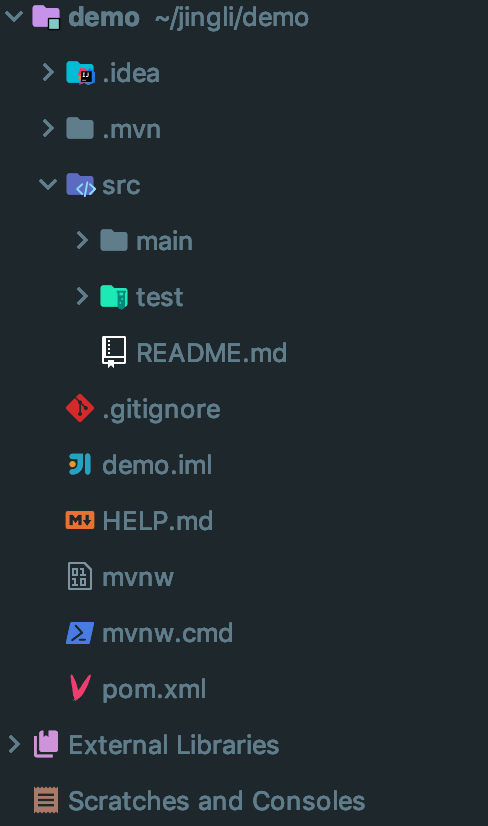 demo ~/jingli/demo
.idea
.mvn
src
main
test
README.md
.gitignore
demo.iml
HELP.md
mvnw
mvnw.cmd
pom.xml
External Libraries
Scratches and Consoles